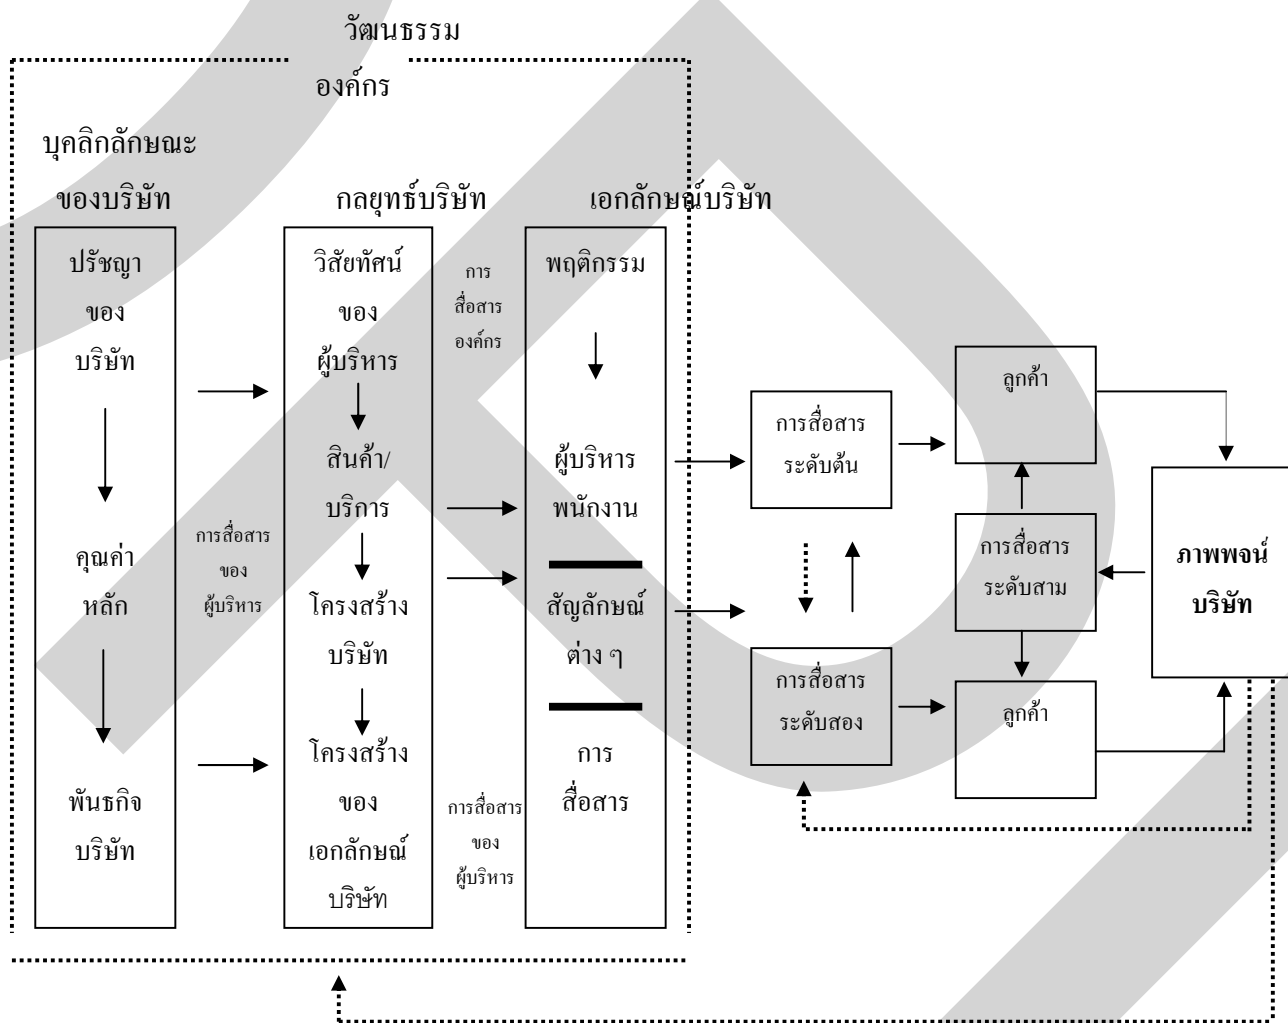 วัฒนธรรม
องค์กร
บุคลิกลักษณะ
ของบริษัท
กลยุทธ์บริษัท
เอกลักษณ์บริษัท
ปรัชญา
ของ
บริษัท
คุณค่า
หลัก
พันธกิจ
บริษัท
การสื่อสาร
ของ
ผู้บริหาร
วิสัยทัศน์
ของ
ผู้บริหาร
สินค้า/
บริการ
โครงสร้าง
บริษัท
โครงสร้าง
ของ
เอกลักษณ์
บริษัท
การ
สื่อสาร
องค์กร
การสื่อสาร
ของ
ผู้บริหาร
พฤติกรรม
ผู้บริหาร
พนักงาน
สัญลักษณ์
ต่าง ๆ
การ
สื่อสาร
การสื่อสาร
ระดับต้น
การสื่อสาร
ระดับสอง
ลูกค้า
การสื่อสาร
ระดับสาม
ลูกค้า
ภาพพจน์
บริษัท